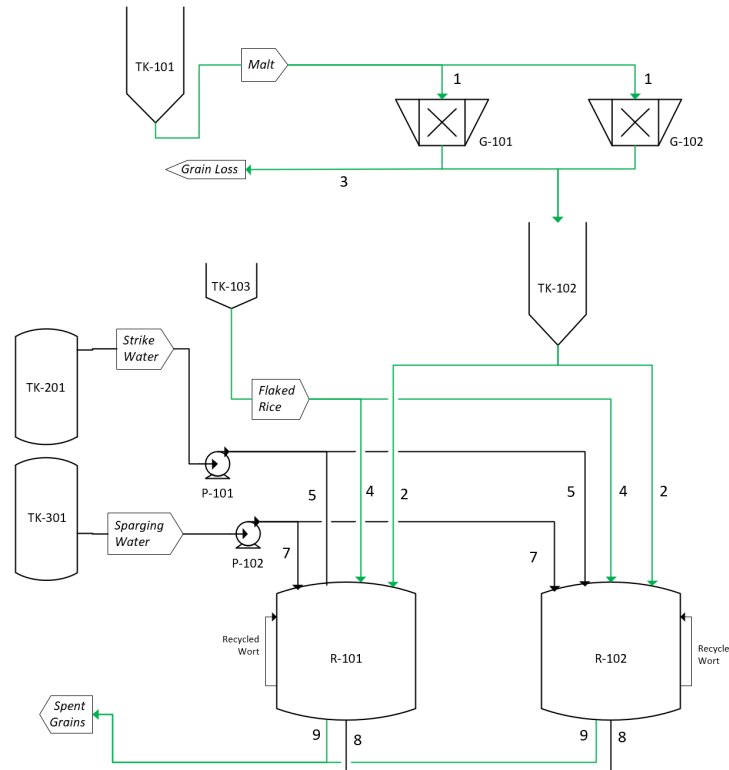 TK-101
Malt
1
1
G-101
G-102
Grain Loss
3
TK-103
TK-102
Strike
Water
TK-201
Flaked
Rice
P-101
5
4
2
5
4
2
TK-301
Sparging
Water
P-102
7
7
Recycled
Wort
R-101
R-102
Recycle
Wort
Spent
Grains
9
8
9
8